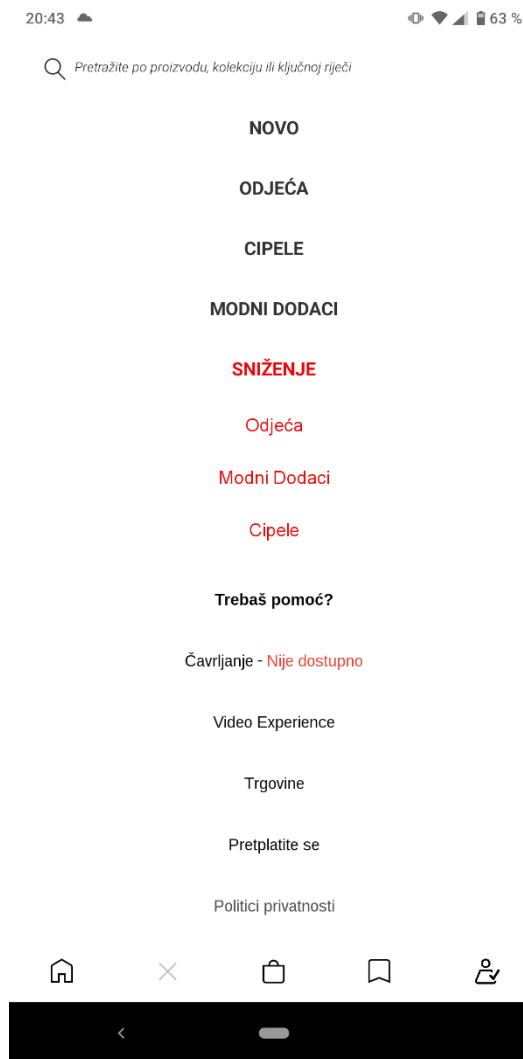 20:43
63 %
Pretražite po proizvodu, kolekciju ili ključnoj riječi
NOVO
ODJEĆA
CIPELE
MODNI DODACI
SNIŽENJE
Odjeća
Modni Dodaci
Cipele
Trebaš pomoć?
Čavrljanje - Nije dostupno
Video Experience
Trgovine
Pretplatite se
Politici privatnosti